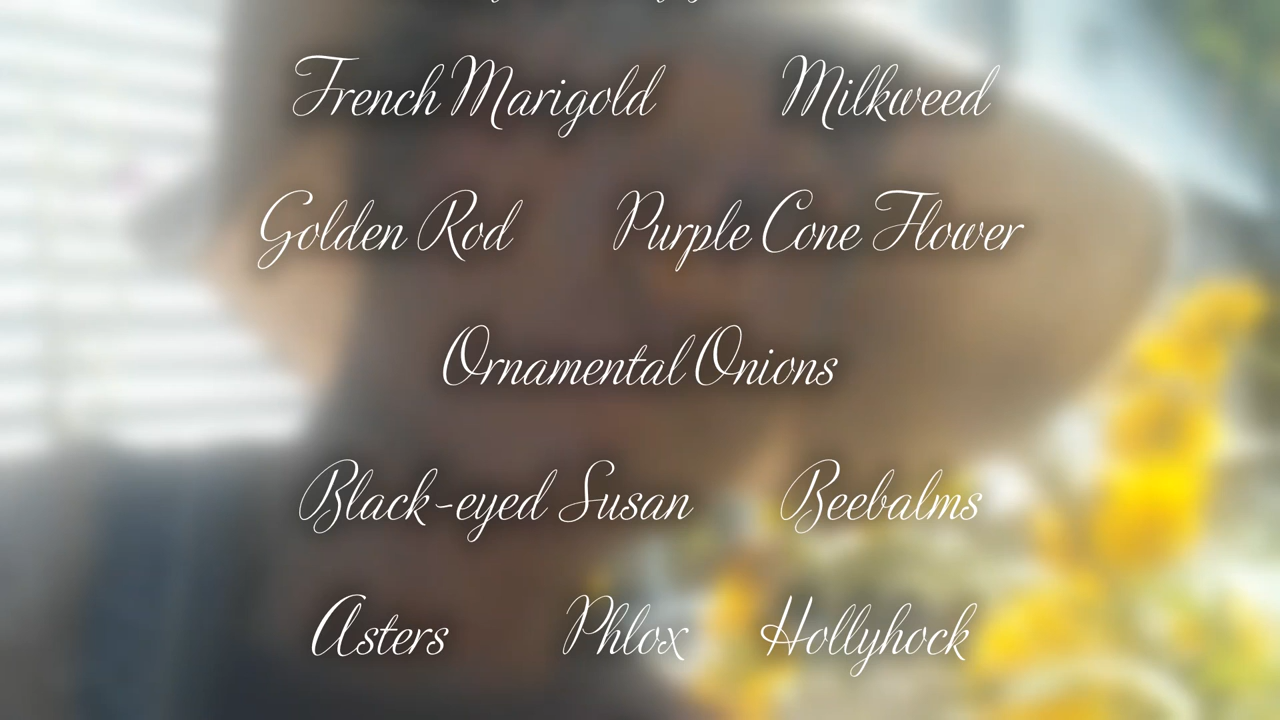 French Marigold Milkweed
Golden Rod Purple Cone Flower
Ornamental Onions
Black-eyed Susan Beebalms
Asters Phlox Hollyhock